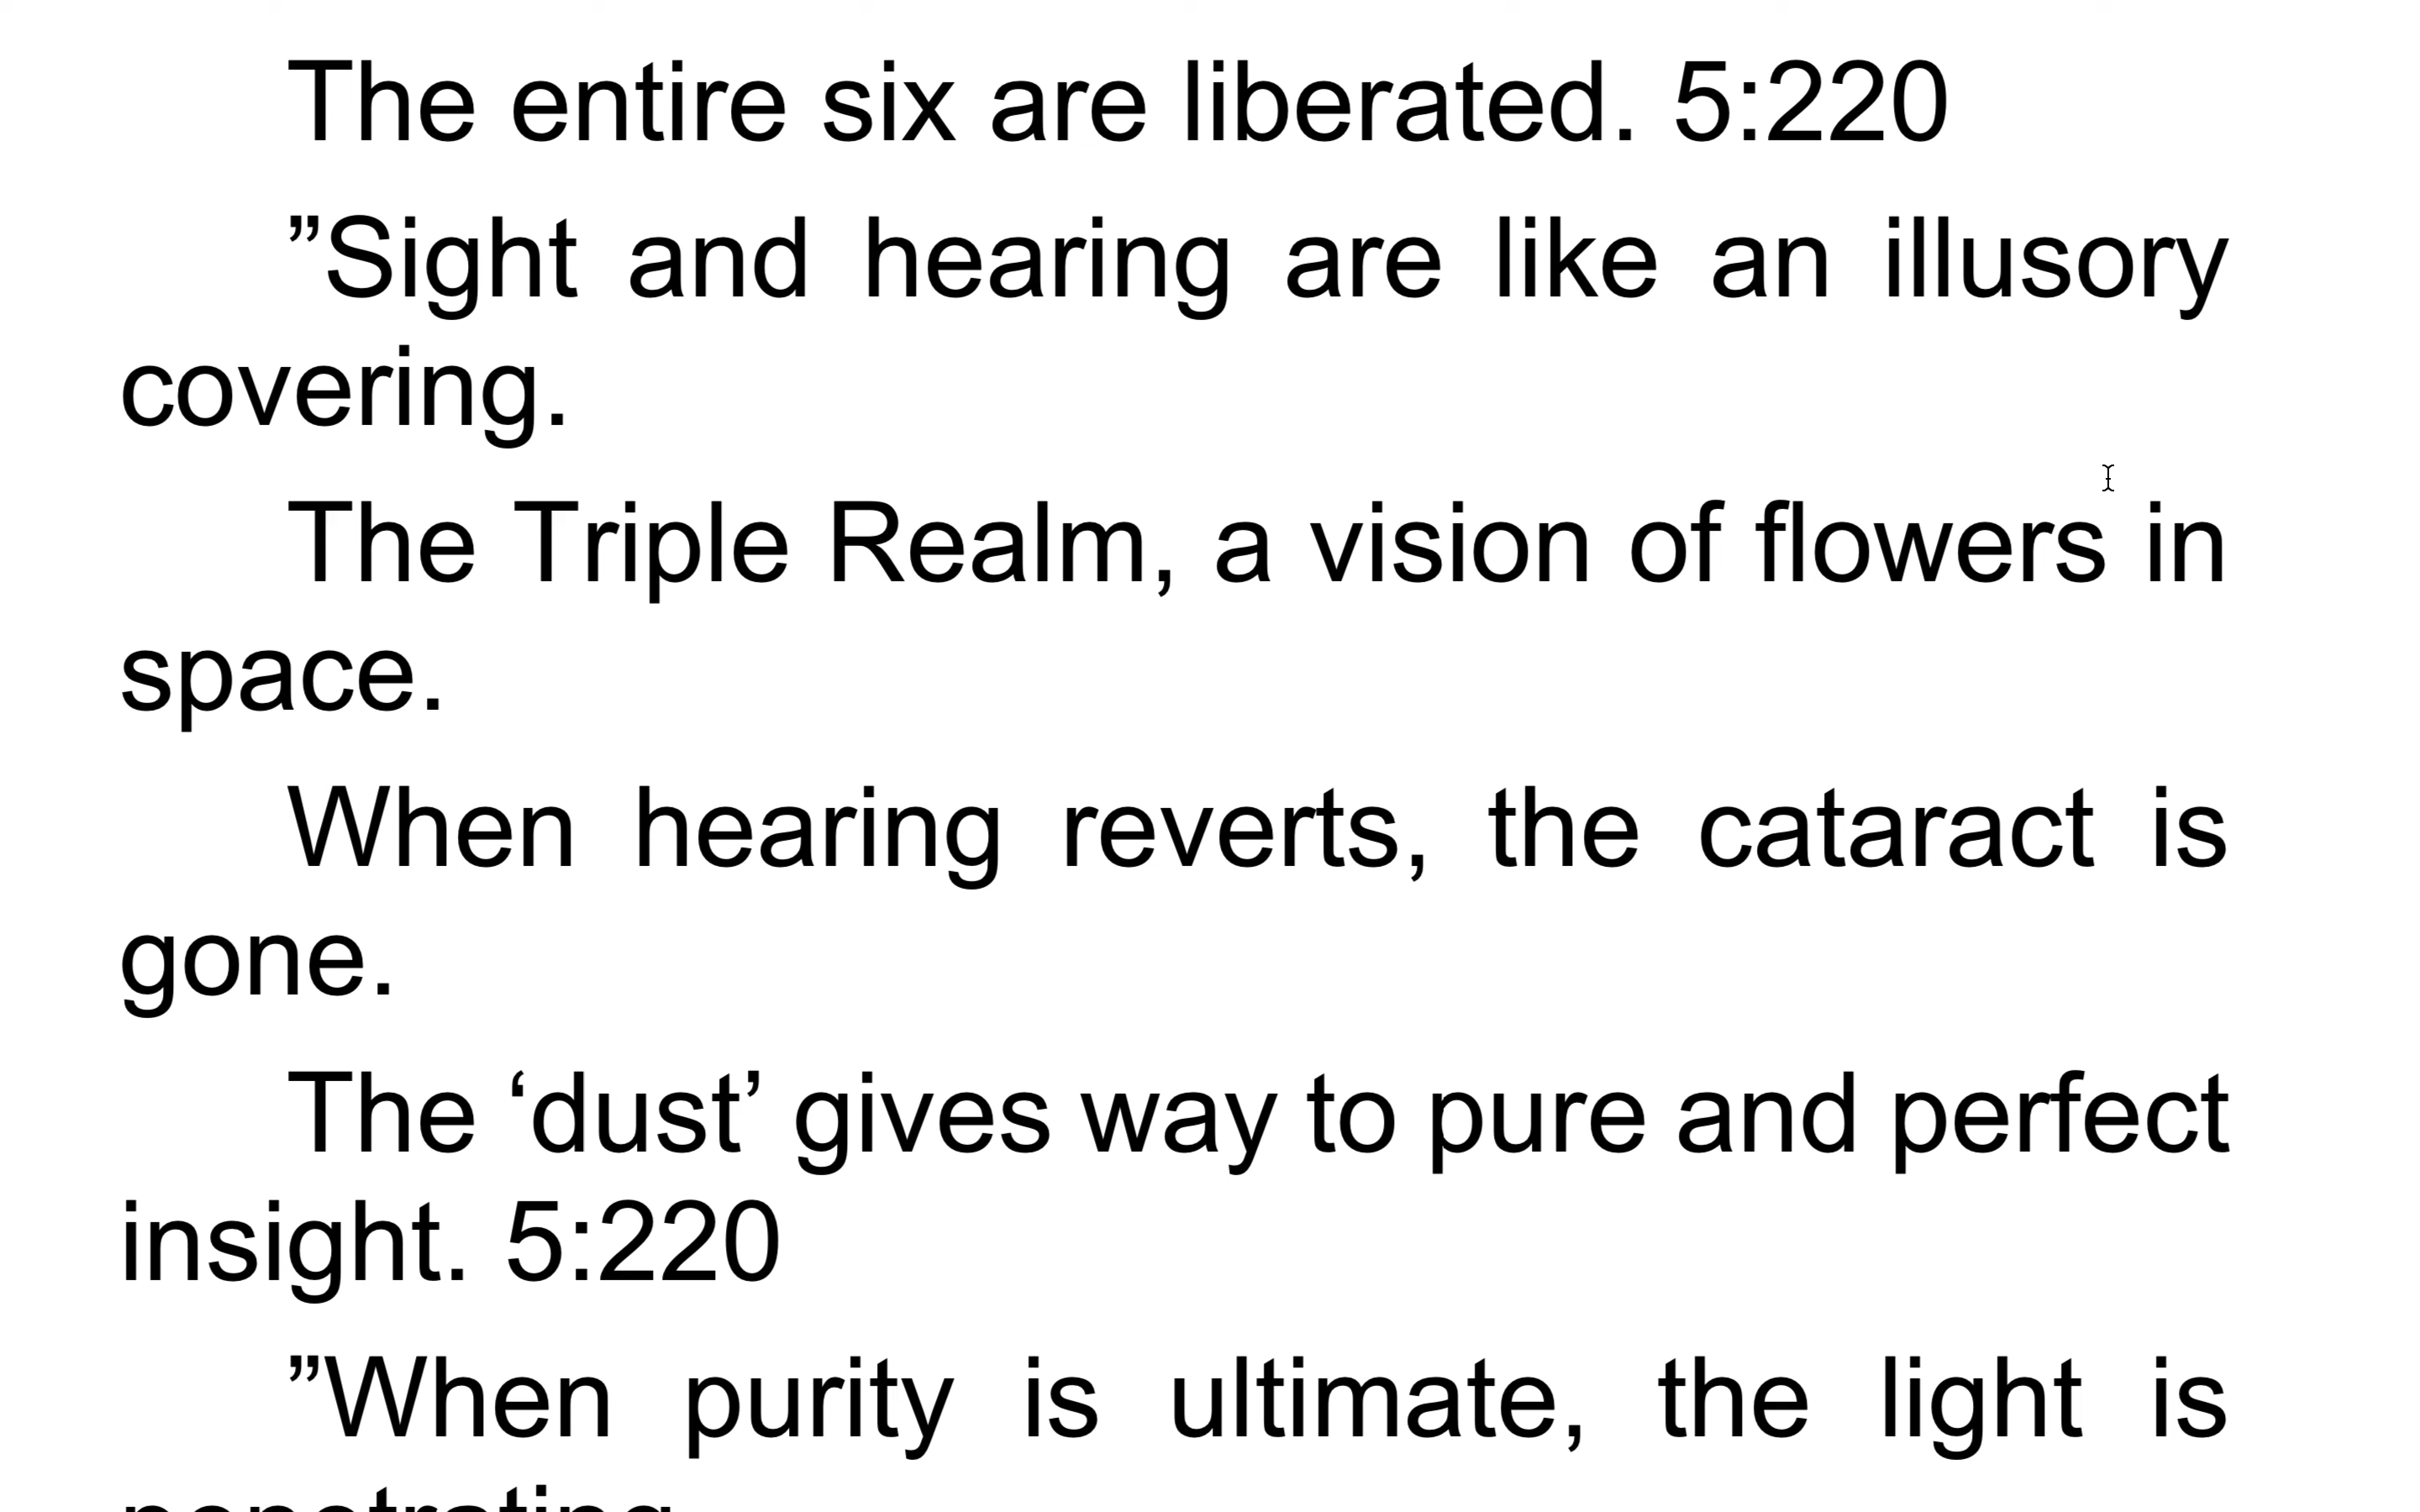 The entire six are liberated. 5:220
”Sight and hearing are like an illusory
covering.
The Triple Realm, a vision of flowers in
space.
When hearing reverts, the cataract is
gone.
The ‘dust’ gives way to pure and perfect
insight. 5:220
”When purity is ultimate, the light is
penetrating